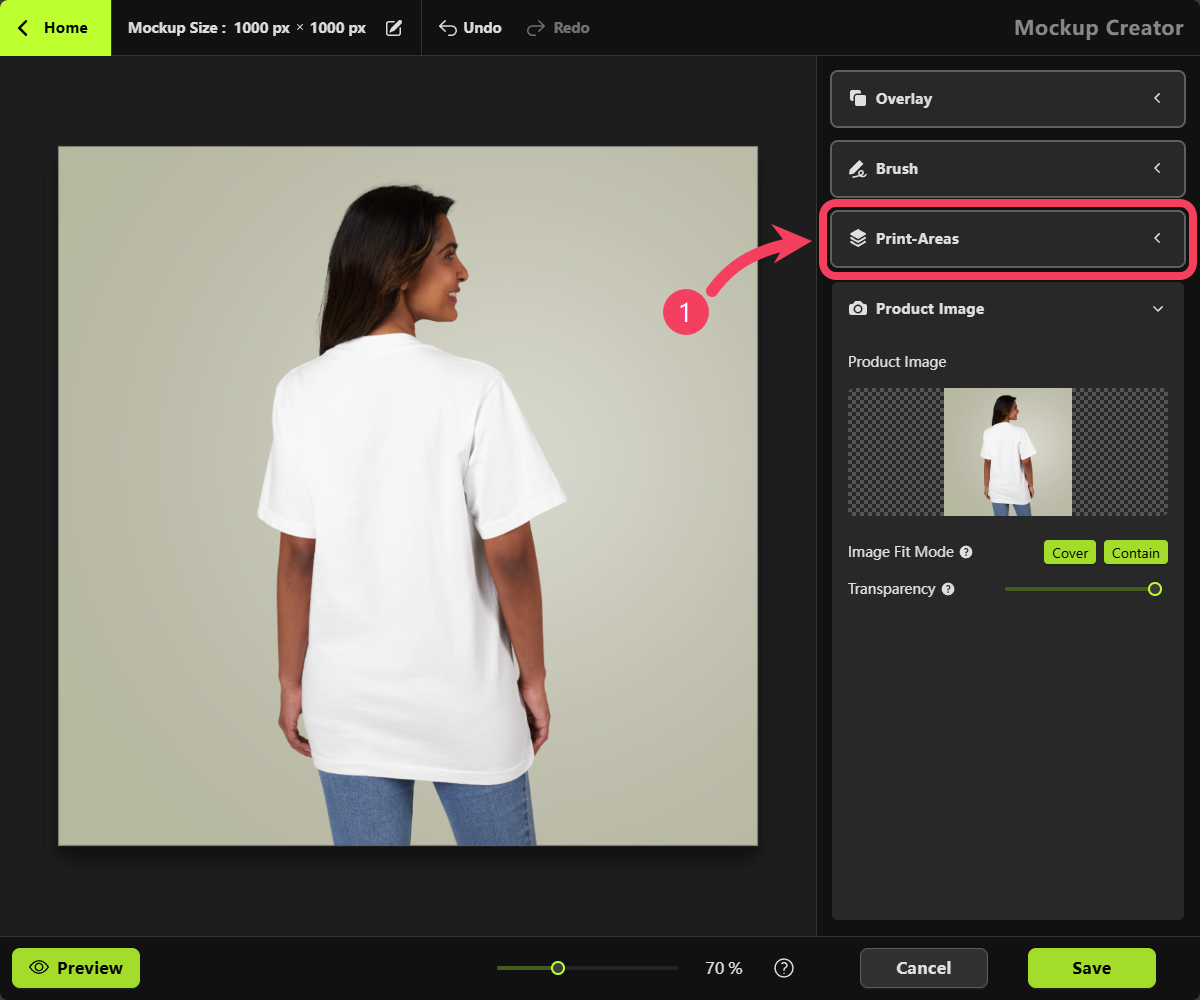 Home
Mockup Size : 1000 px × 1000 px
Undo
Redo
Mockup Creator
Overlay
Brush
Print-Areas
1
Product Image
Product Image
Image Fit Mode ?
Cover
Contain
Transparency ?
Preview
70 %
?
Cancel
Save